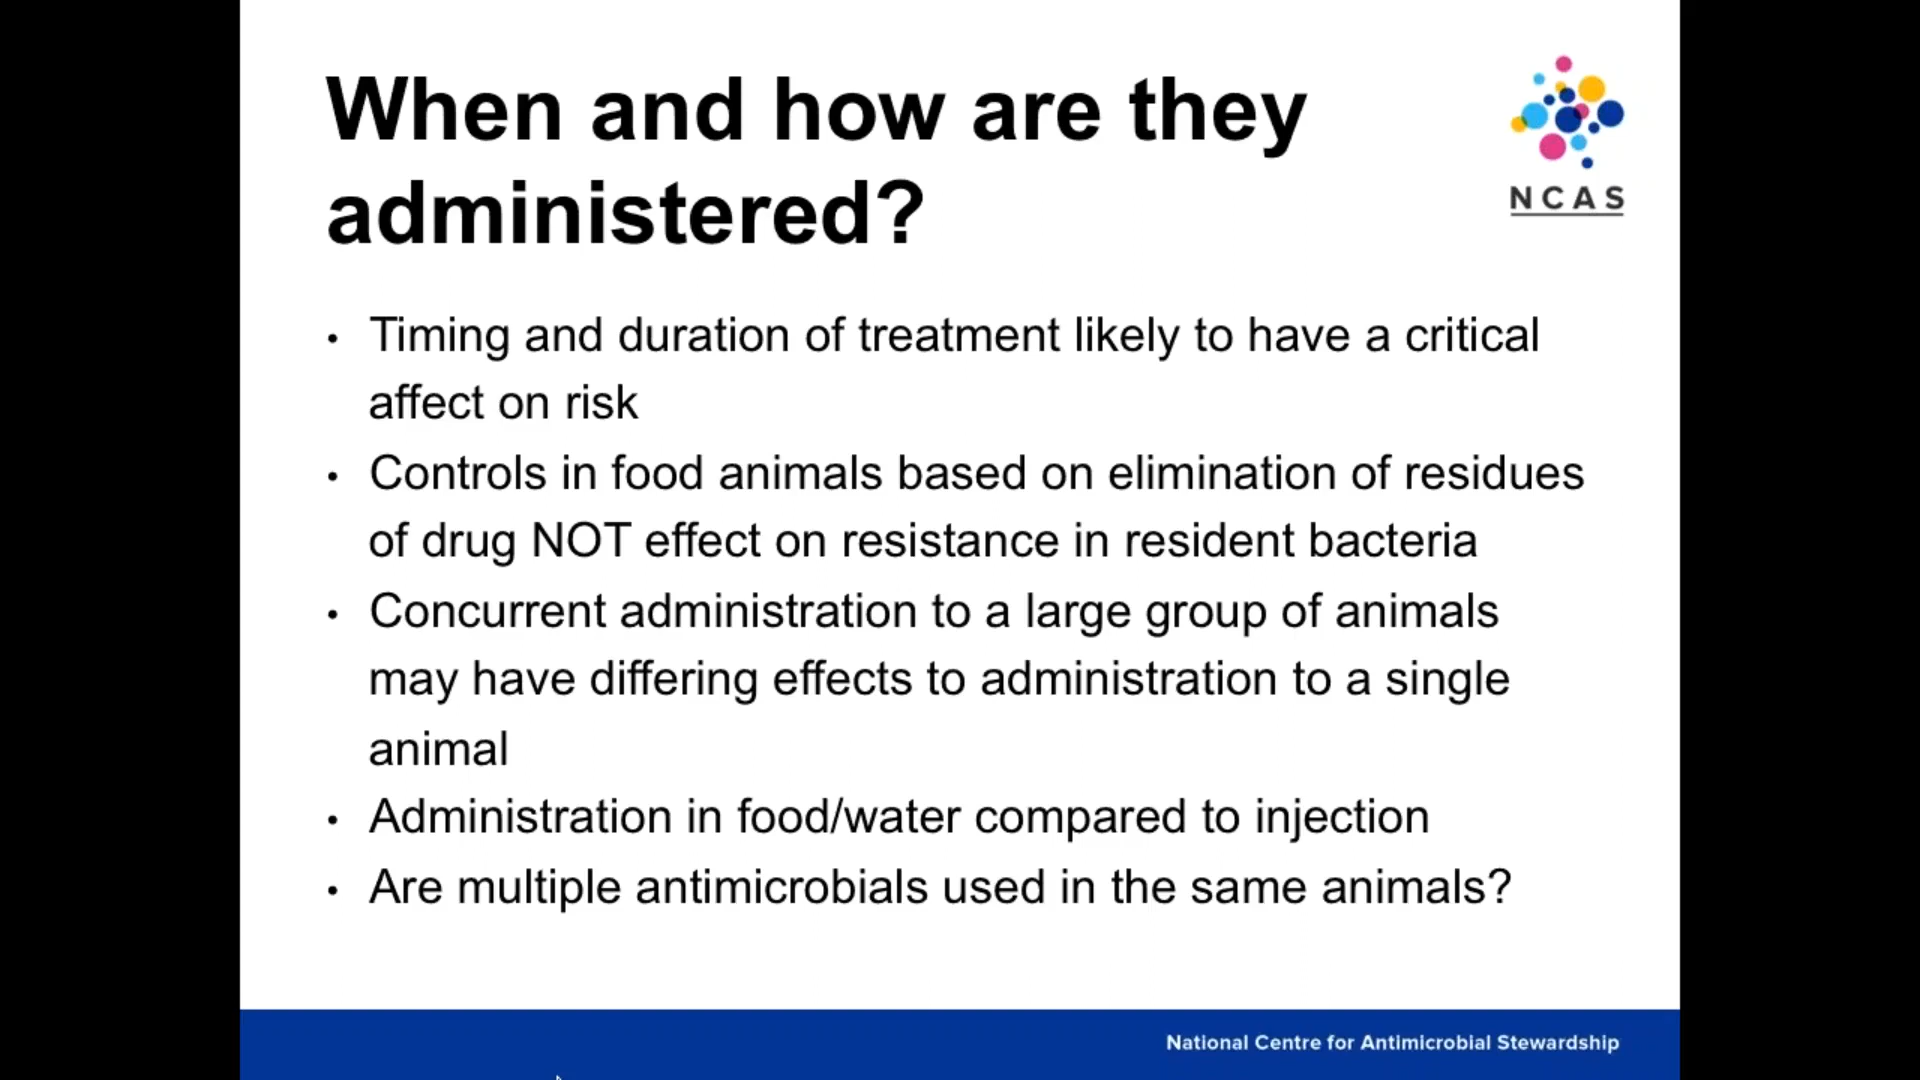 When and how are they
administered?
NCAS
• Timing and duration of treatment likely to have a critical
affect on risk
• Controls in food animals based on elimination of residues
of drug NOT effect on resistance in resident bacteria
• Concurrent administration to a large group of animals
may have differing effects to administration to a single
animal
• Administration in food/water compared to injection
• Are multiple antimicrobials used in the same animals?
National Centre for Antimicrobial Stewardship